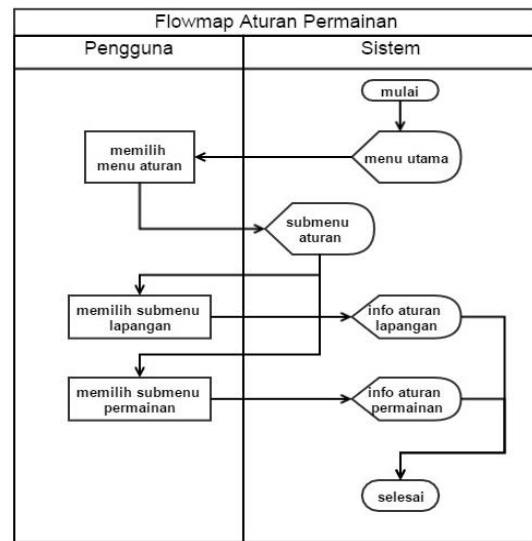 Flowmap Aturan Permainan
Pengguna
Sistem
mulai
memilih
menu aturan
menu utama
submenu
aturan
memilih submenu
lapangan
info aturan
lapangan
memilih submenu
permainan
info aturan
permainan
selesai